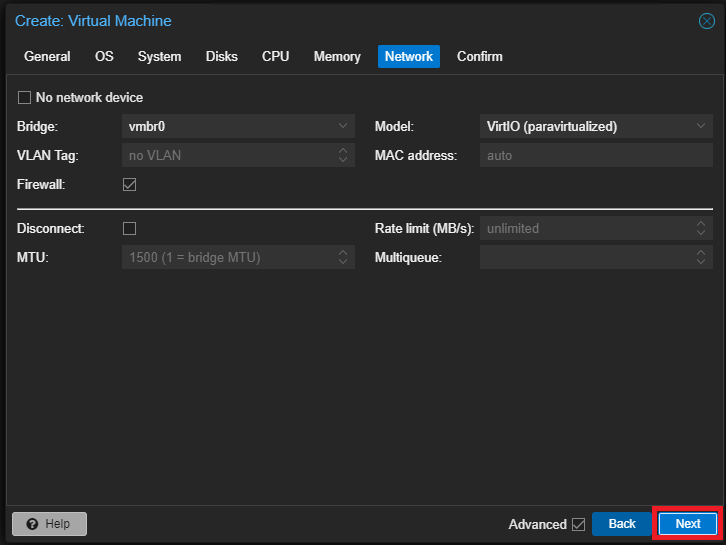 Create: Virtual Machine
General OS System Disks CPU Memory Network Confirm
No network device
Bridge: vmbr0 Model: VirtIO (paravirtualized)
VLAN Tag: no VLAN MAC address: auto
Firewall:
Disconnect: Rate limit (MB/s): unlimited
MTU: 1500 (1 = bridge MTU) Multiqueue:
? Help Advanced Back Next